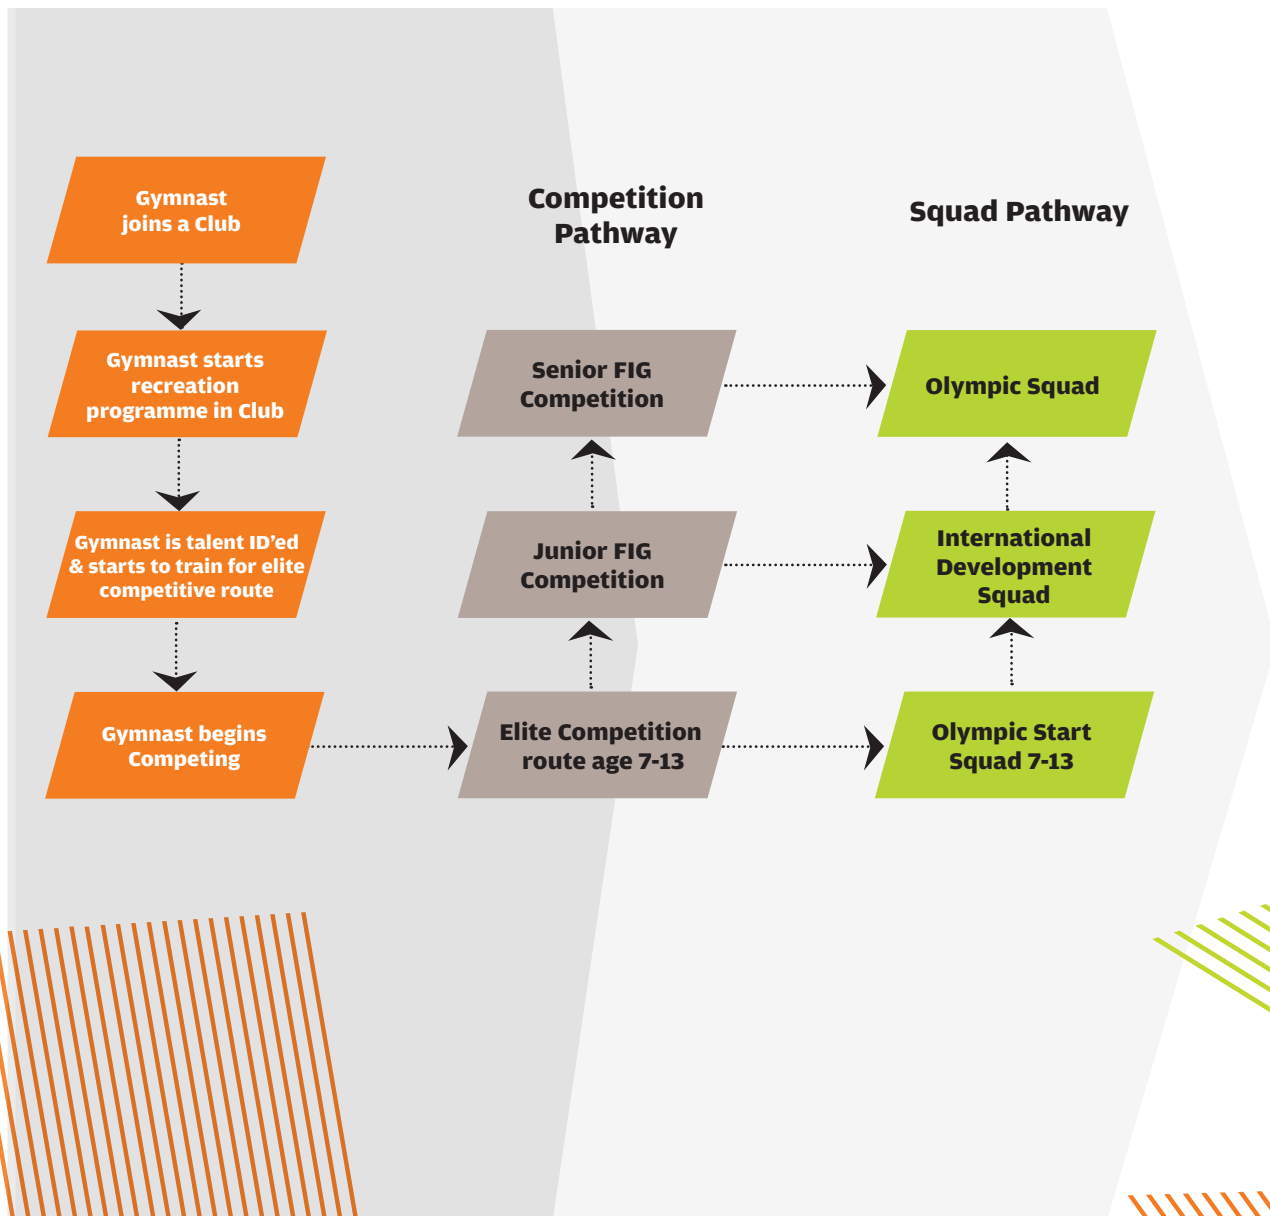 Gymnast
joins a Club
Gymnast starts
recreation
programme in Club
Gymnast is talent ID’ed
& starts to train for elite
competitive route
Gymnast begins
Competing
Competition
Pathway
Senior FIG
Competition
Junior FIG
Competition
Elite Competition
route age 7-13
Squad Pathway
Olympic Squad
International
Development
Squad
Olympic Start
Squad 7-13